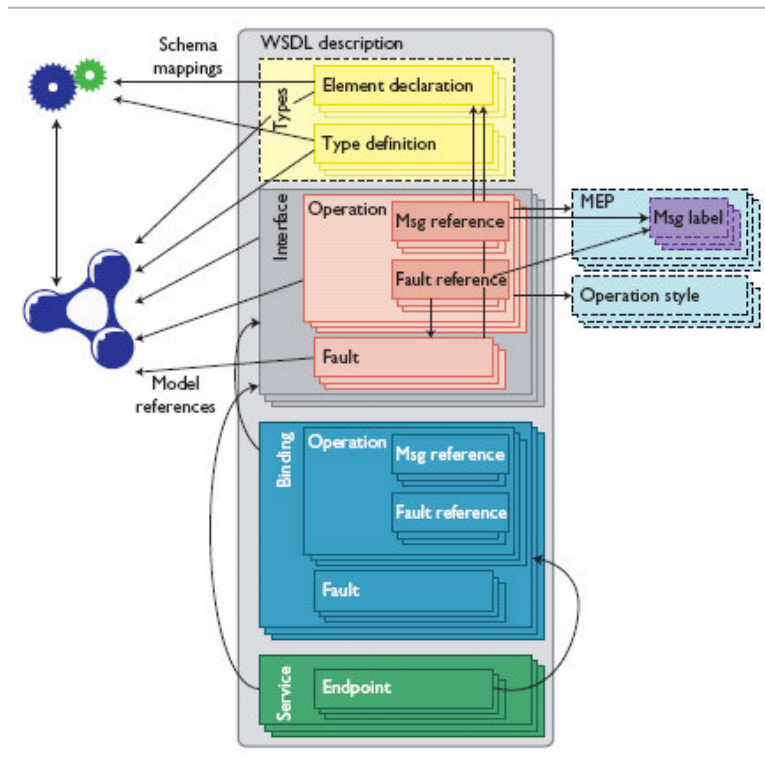 WSDL description
Schema
mappings
Types
Element declaration
Type definition
Interface
Operation
Msg reference
Fault reference
Fault
MEP
Msg label
Operation style
Model
references
Binding
Operation
Msg reference
Fault reference
Fault
Service
Endpoint